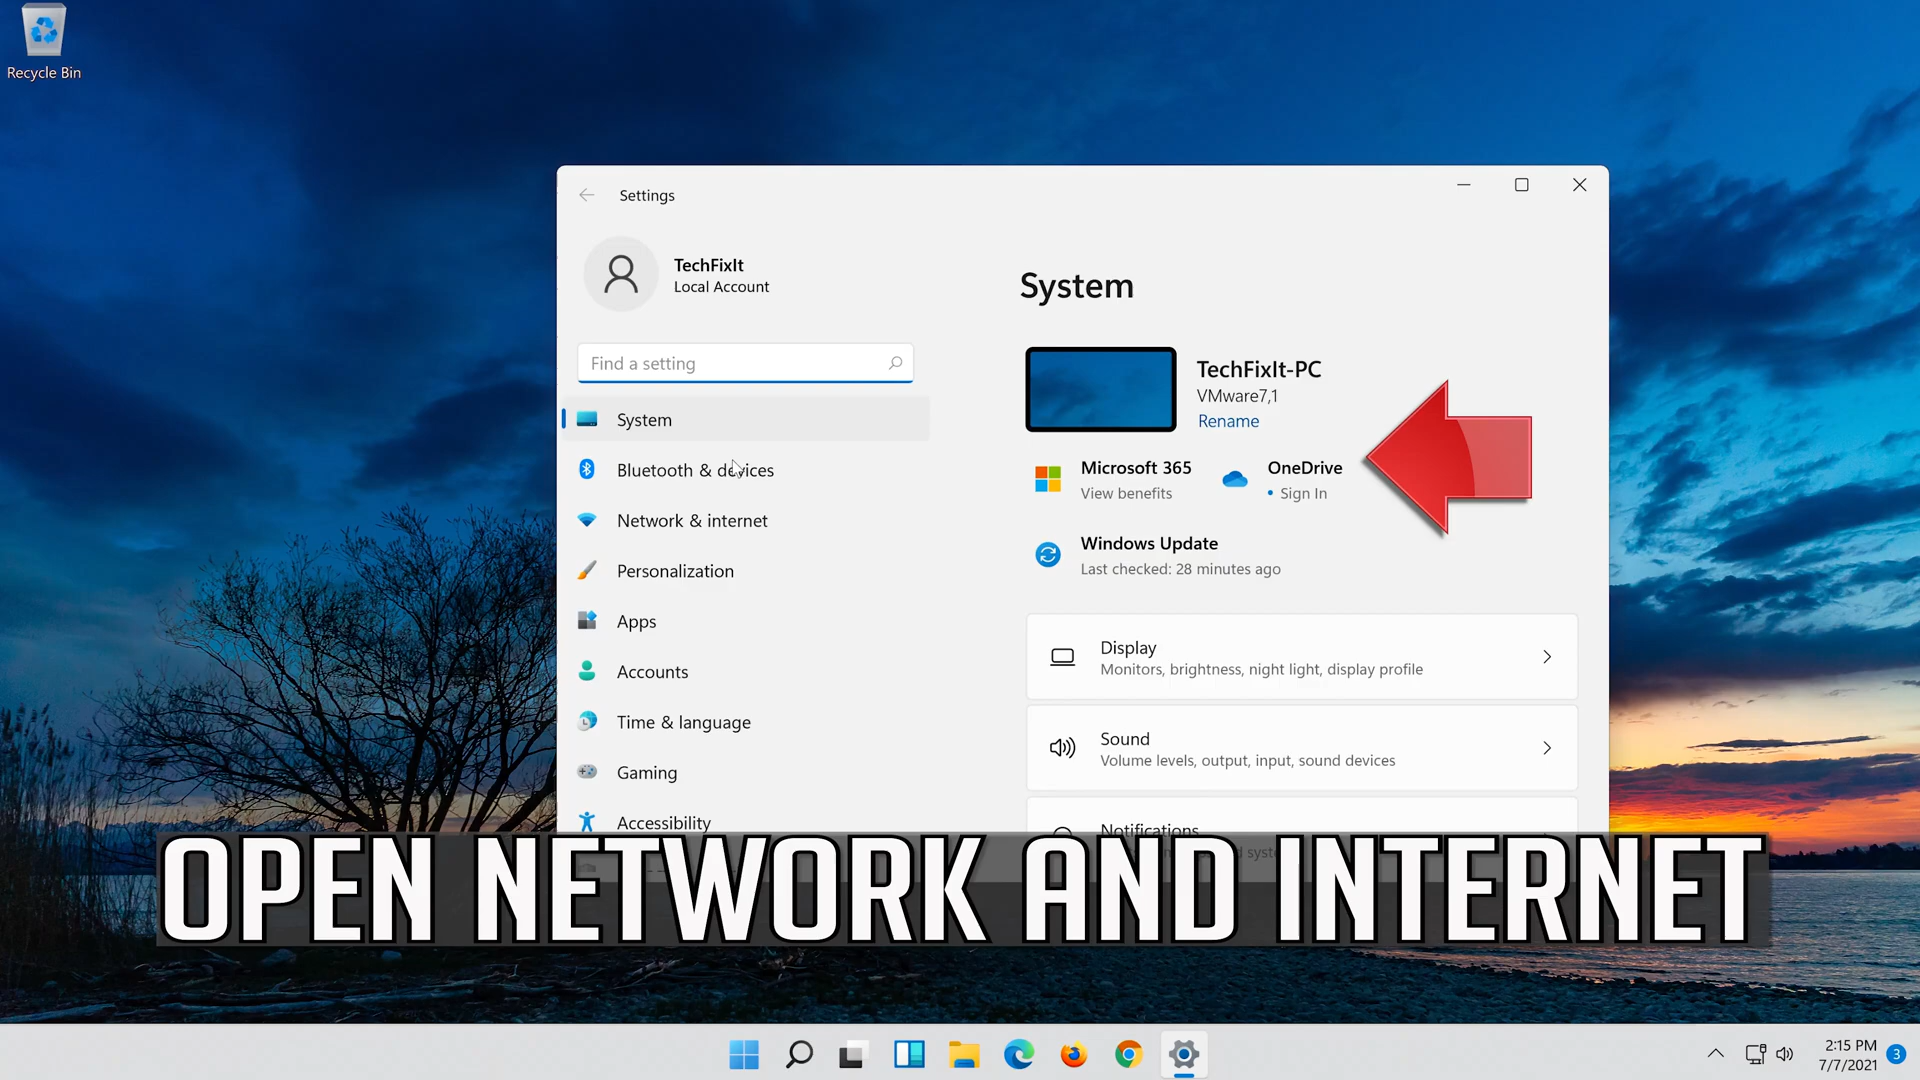 Recycle Bin
Settings
TechFixIt
Local Account
Find a setting
System
Bluetooth & devices
Network & internet
Personalization
Apps
Accounts
Time & language
Gaming
Accessibility
System
TechFixIt-PC
VMware7,1
Rename
Microsoft 365
View benefits
OneDrive
• Sign In
Windows Update
Last checked: 28 minutes ago
Display
Monitors, brightness, night light, display profile
Sound
Volume levels, output, input, sound devices
Notifications
OPEN NETWORK AND INTERNET
2:15 PM
7/7/2021
3